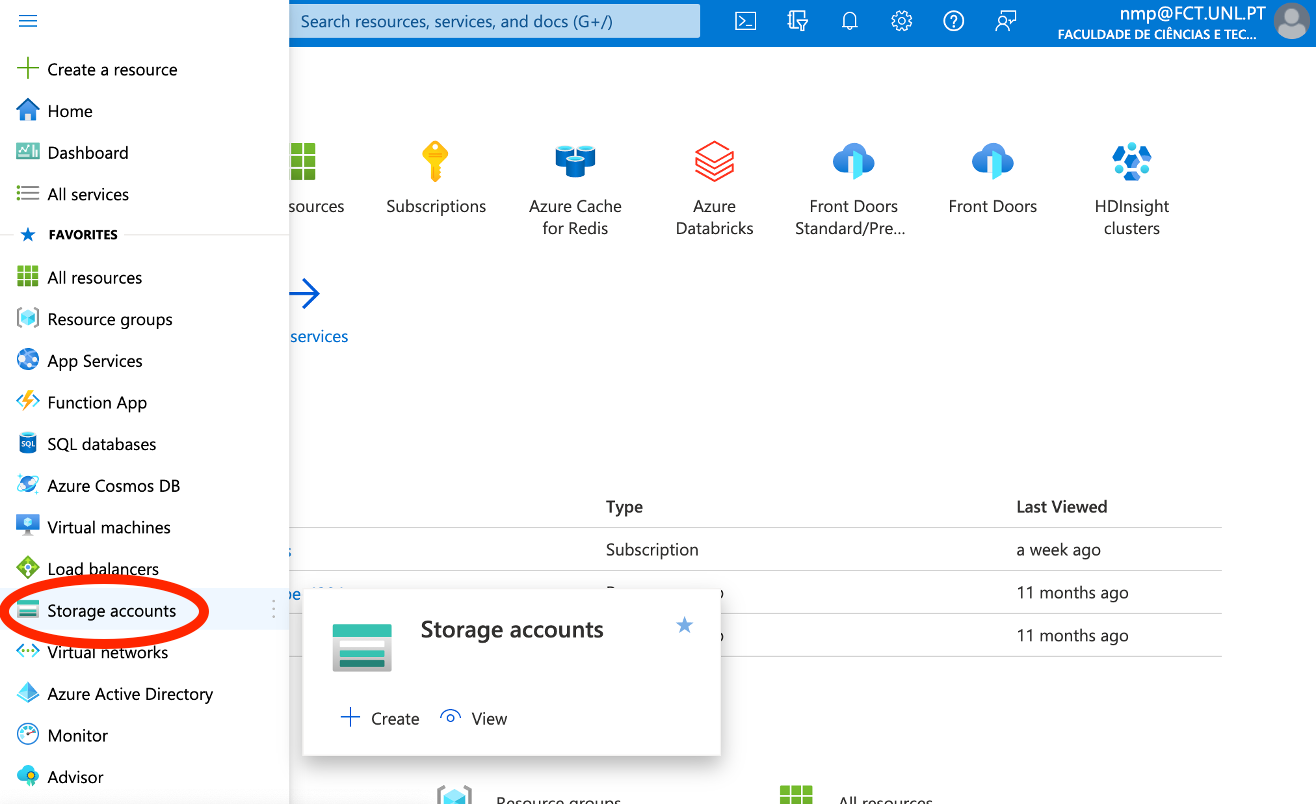 Search resources, services, and docs (G+/)
nmp@FCT.UNL.PT
FACULDADE DE CIÊNCIAS E TEC...
Create a resource
Home
Dashboard
All services
FAVORITES
All resources
Resource groups
App Services
Function App
SQL
SQL databases
Azure Cosmos DB
Virtual machines
Load balancers
Storage accounts
Virtual networks
Azure Active Directory
Monitor
Advisor
sources
Subscriptions
Azure Cache
for Redis
Azure
Databricks
Front Doors
Standard/Pre...
Front Doors
HDInsight
clusters
services
Type
Last Viewed
Subscription
a week ago
11 months ago
11 months ago
Storage accounts
Create
View
Resource groups
All resources